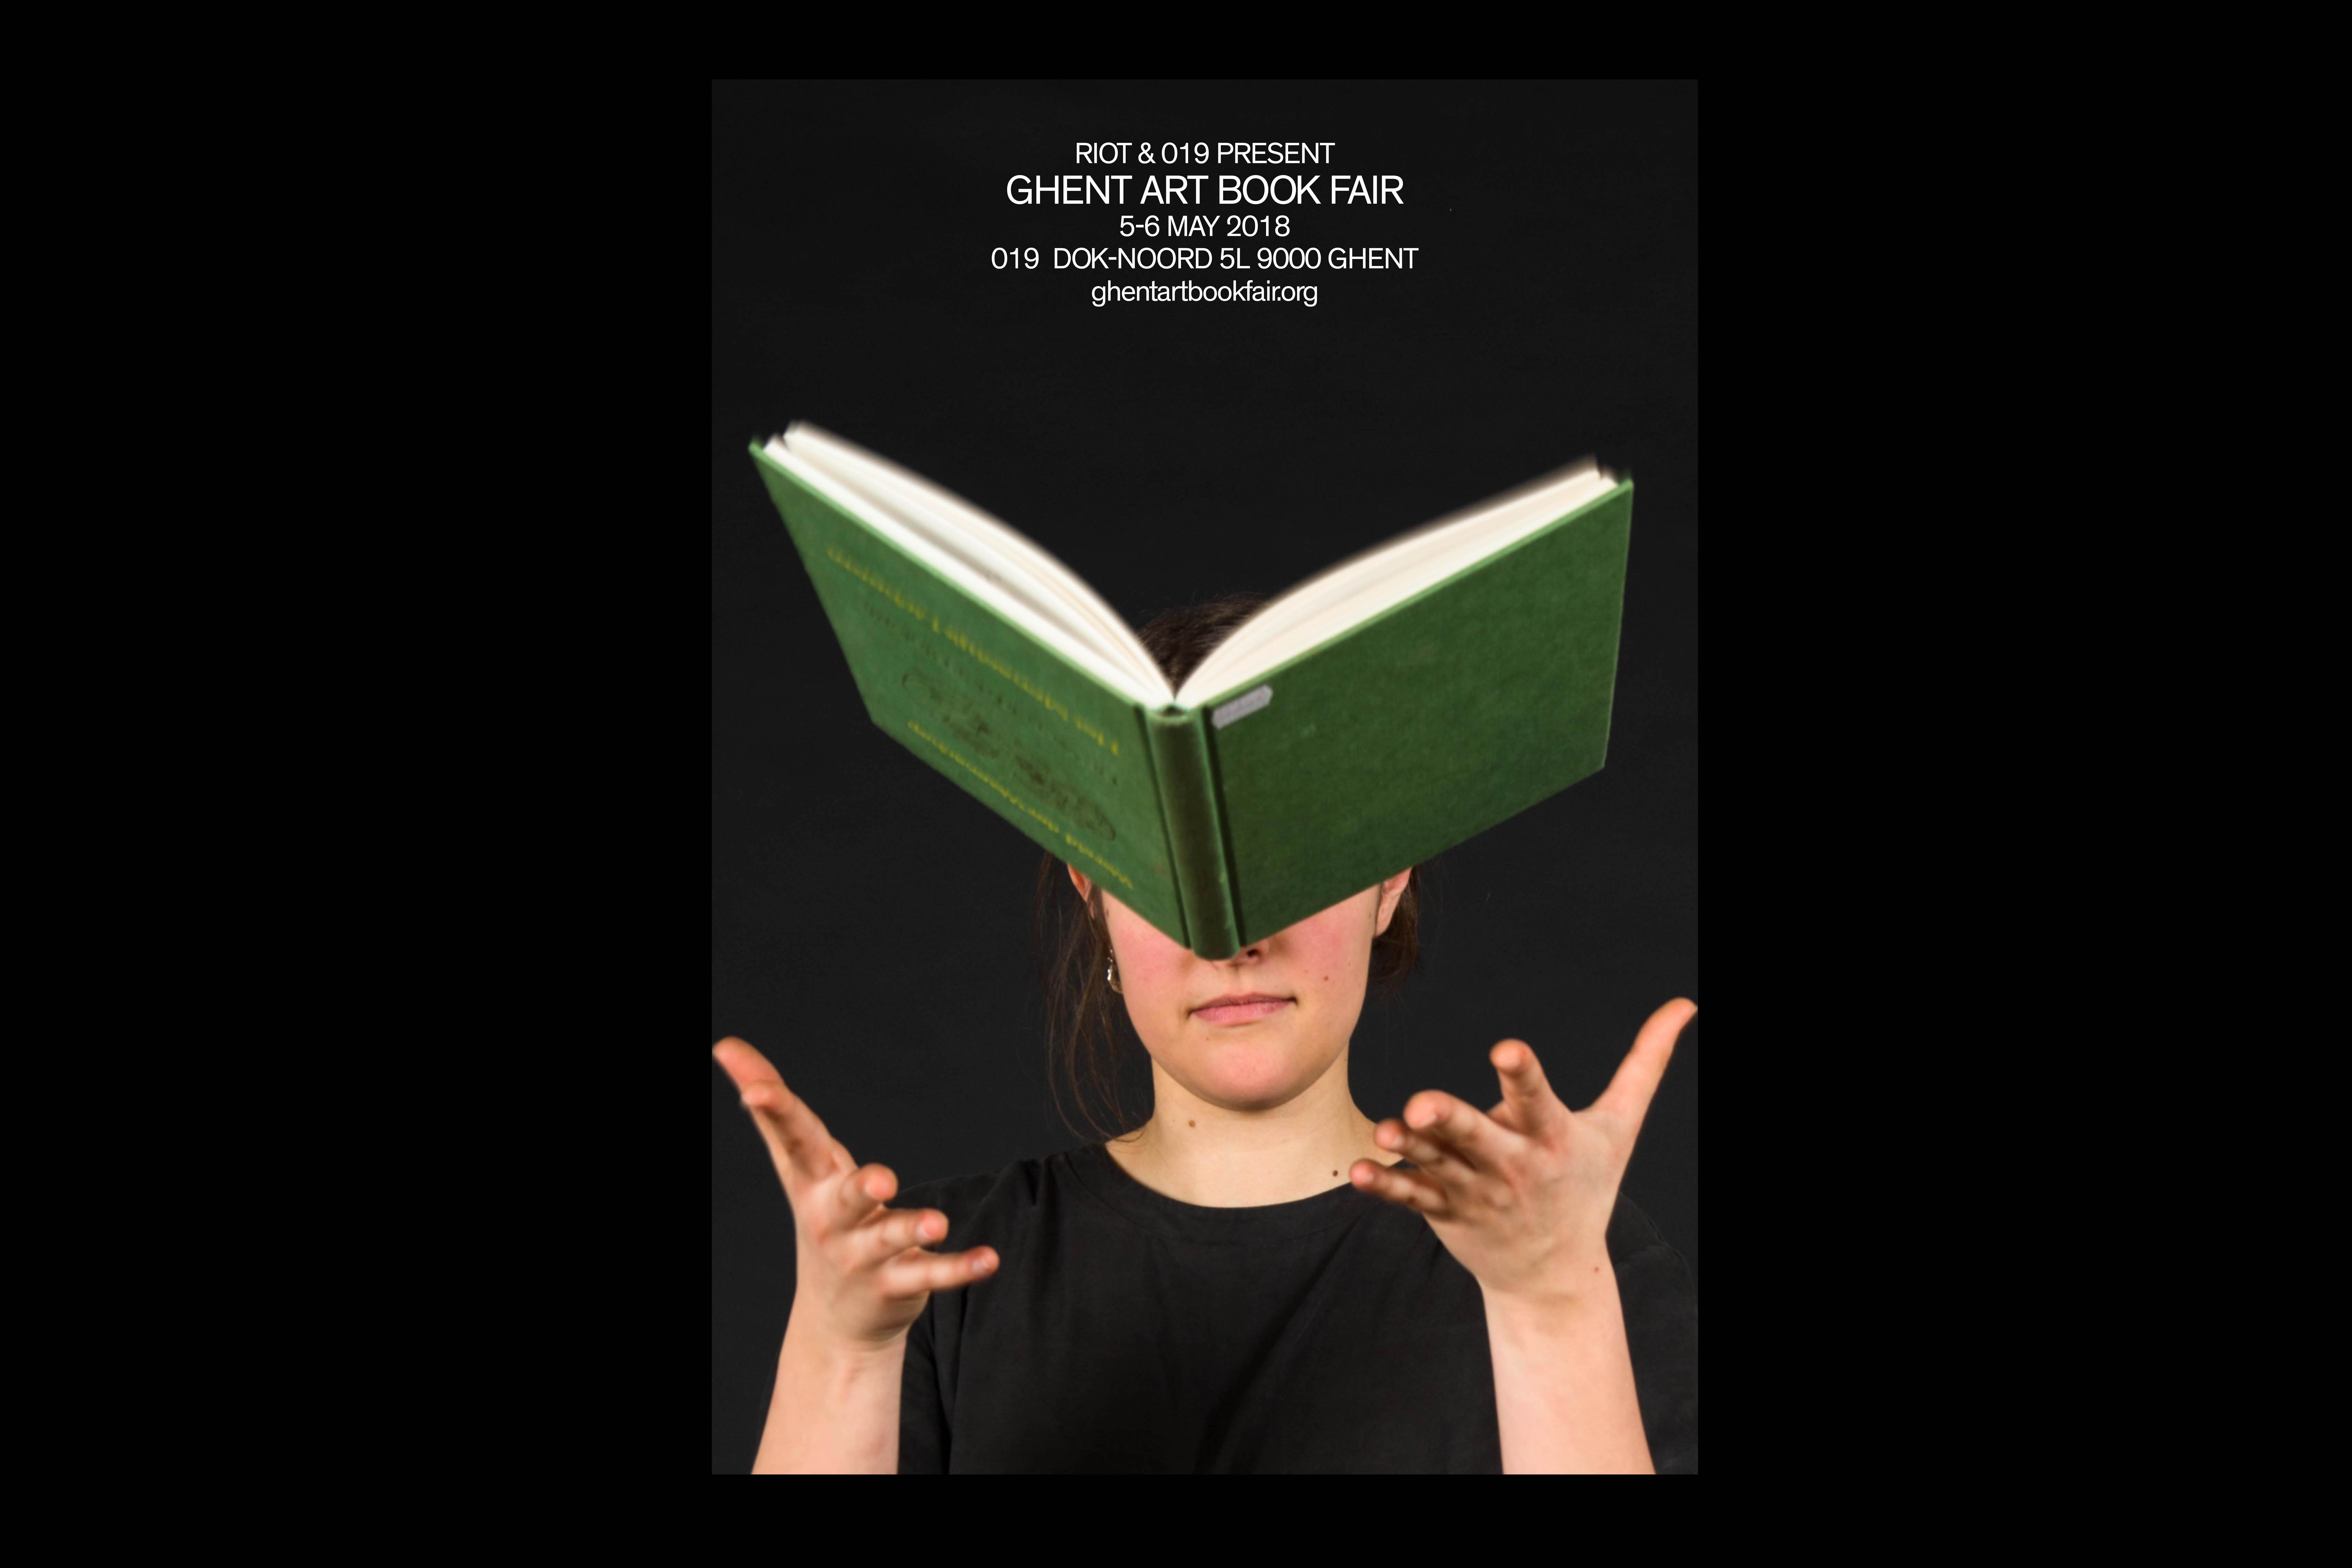 RIOT & 019 PRESENT
GHENT ART BOOK FAIR
5-6 MAY 2018
019 DOK-NOORD 5L 9000 GHENT
ghentartbookfair.org